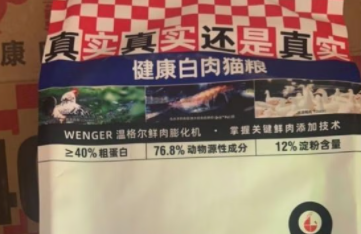 真实真实还是真实
健康白肉猫粮
WENGER 温格尔鲜肉膨化机 · 掌握关键鲜肉添加技术
≥40% 粗蛋白 76.8% 动物源性成分 12% 淀粉含量
康